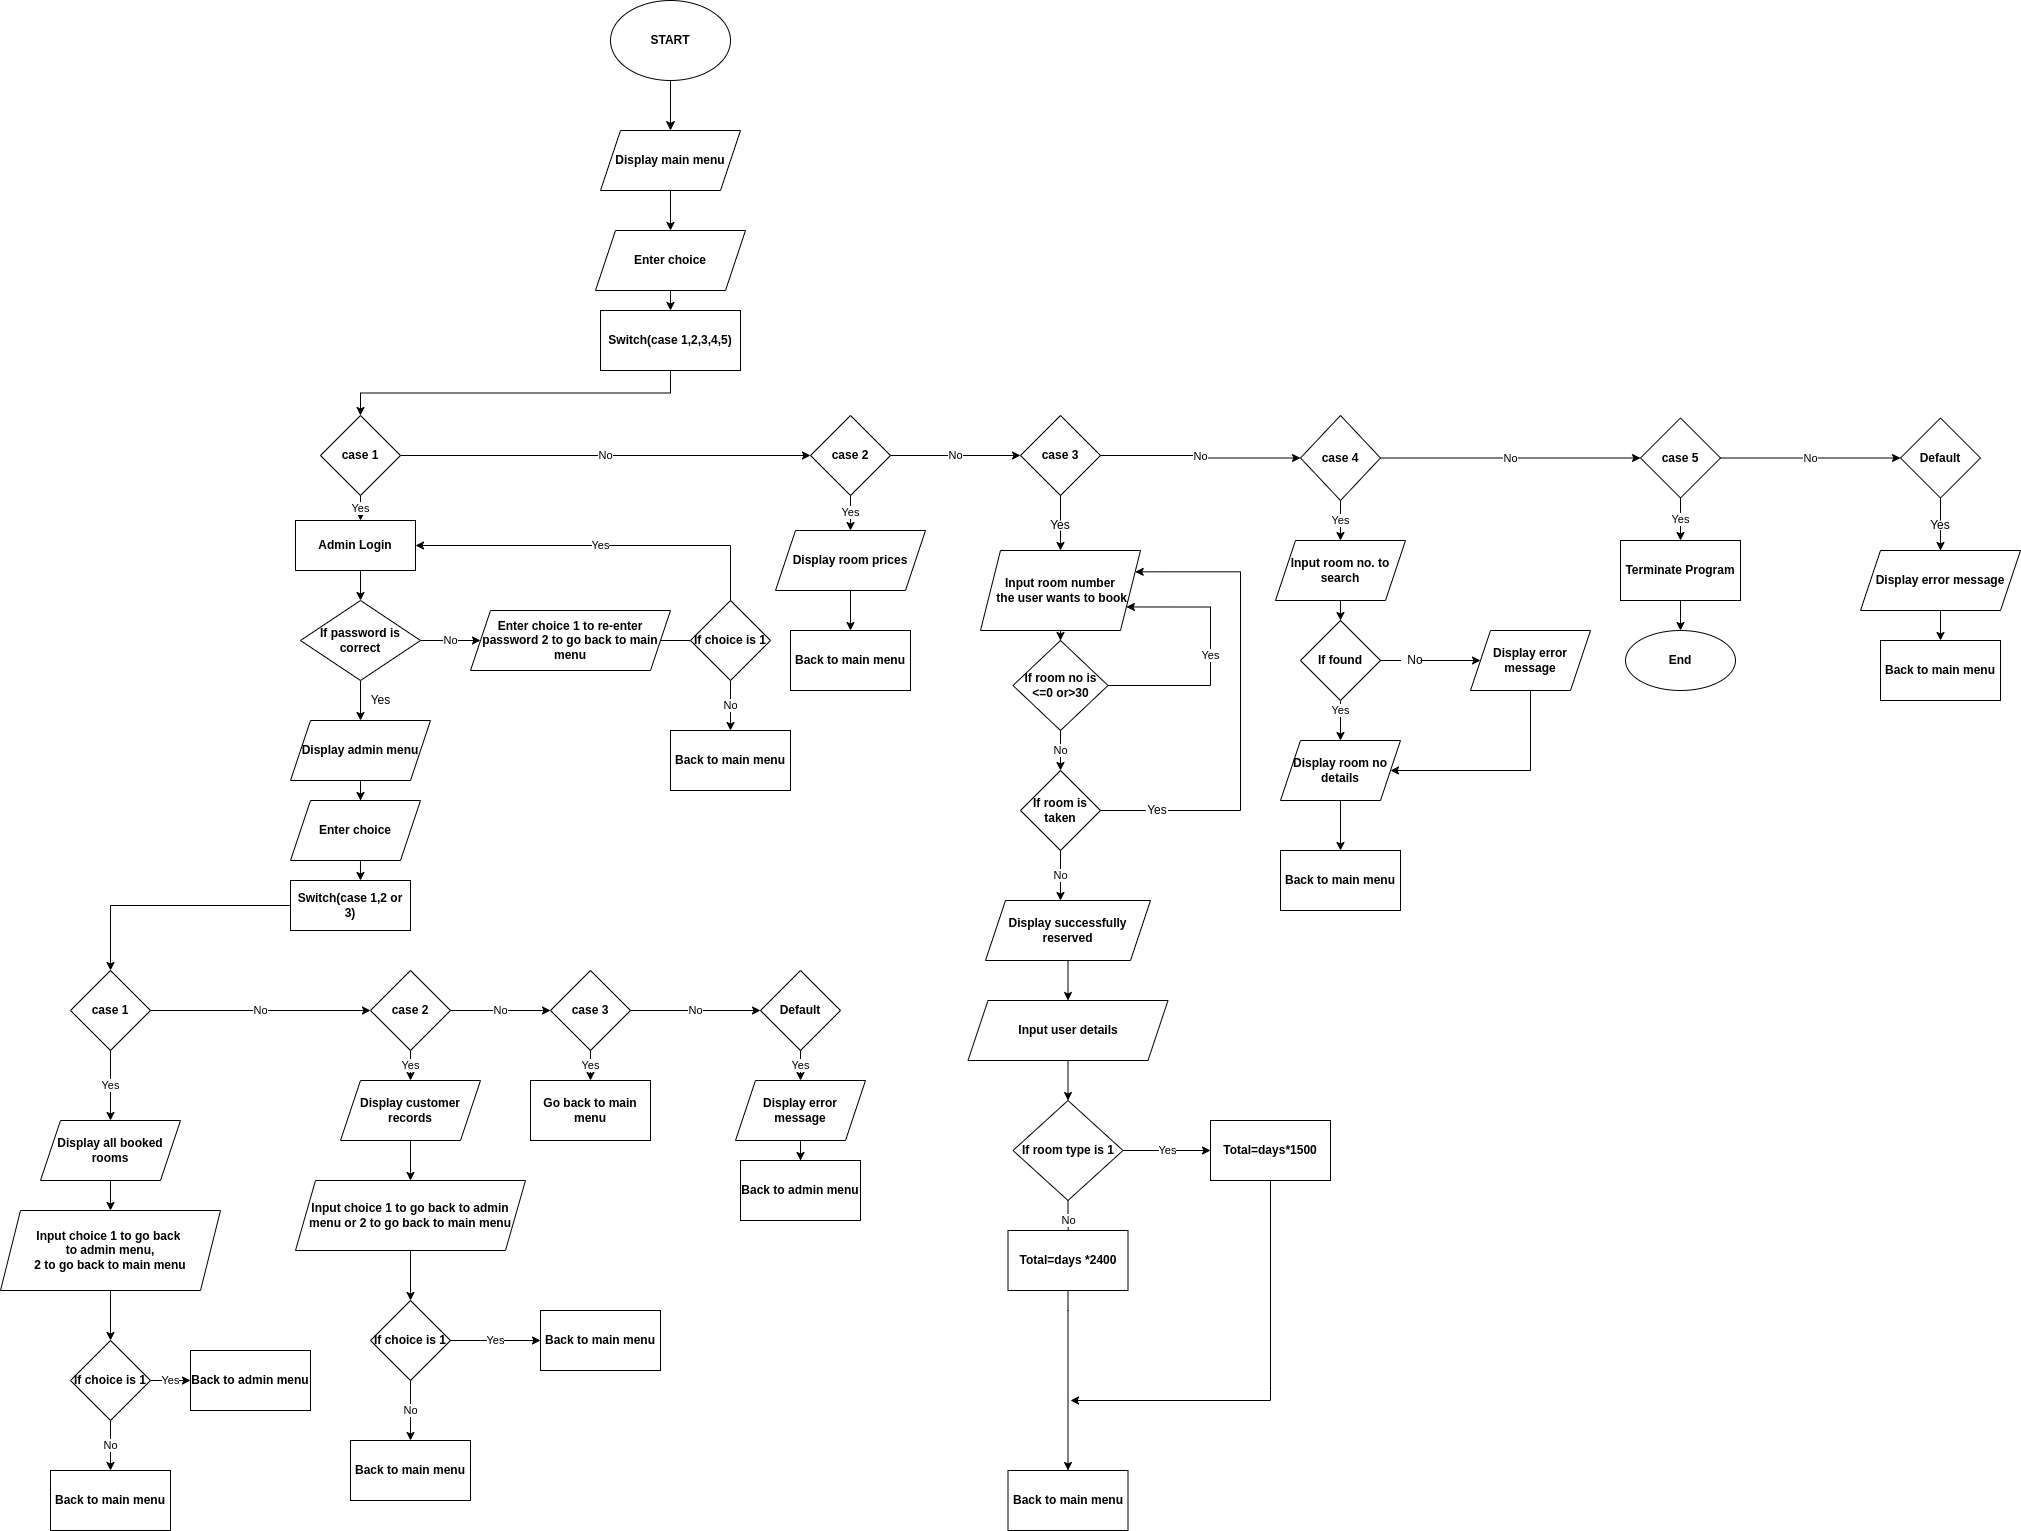 START
Display main menu
Enter choice
Switch(case 1,2,3,4,5)
case 1
No
case 2
No
case 3
No
case 4
No
case 5
No
Default
Yes
Admin Login
Yes
If password is
correct
No
Enter choice 1 to re-enter
password 2 to go back to main
menu
If choice is 1
No
Back to main menu
Yes
Display admin menu
Enter choice
Switch(case 1,2 or
3)
case 1
No
case 2
No
case 3
No
Default
Yes
Display all booked
rooms
Input choice 1 to go back
to admin menu,
2 to go back to main menu
If choice is 1
Yes
Back to admin menu
No
Back to main menu
Yes
Display customer
records
Input choice 1 to go back to admin
menu or 2 to go back to main menu
If choice is 1
Yes
Back to main menu
No
Back to main menu
Yes
Go back to main
menu
Yes
Display error
message
Back to admin menu
Yes
Display room prices
Back to main menu
Yes
Input room number
the user wants to book
If room no is
<=0 or>30
Yes
No
If room is
taken
Yes
No
Display successfully
reserved
Input user details
If room type is 1
Yes
Total=days*1500
No
Total=days *2400
Back to main menu
Yes
Input room no. to
search
If found
No
Display error
message
Yes
Display room no
details
Back to main menu
Yes
Terminate Program
End
Yes
Display error message
Back to main menu